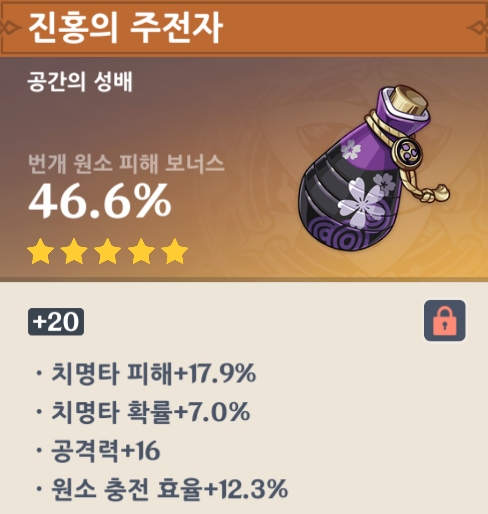 진홍의 주전자
공간의 성배
번개 원소 피해 보너스
46.6%
+20
· 치명타 피해+17.9%
· 치명타 확률+7.0%
· 공격력+16
· 원소 충전 효율+12.3%